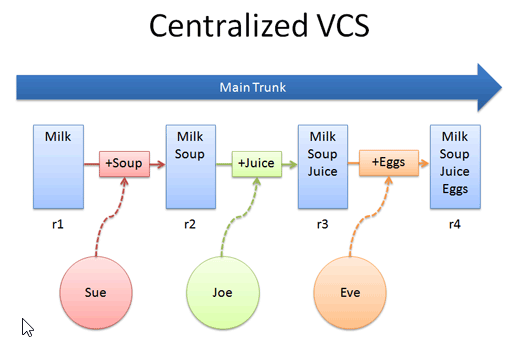 Centralized VCS
Main Trunk
Milk
+Soup
Milk
Soup
+Juice
Milk
Soup
Juice
+Eggs
Milk
Soup
Juice
Eggs
r1
r2
r3
r4
Sue
Joe
Eve